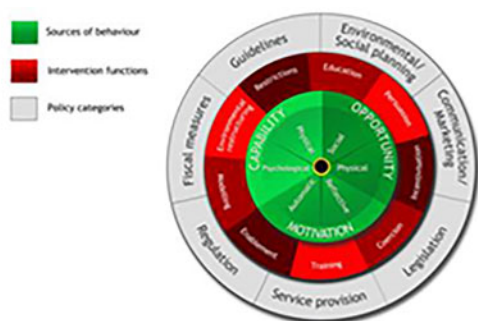 Sources of behaviour
Intervention functions
Policy categories
Guidelines
Environmental/
Social planning
Communication/
Marketing
Legislation
Service provision
Regulation
Fiscal measures
Restrictions
Education
Persuasion
Coercion
Training
Enablement
Modelling
Environmental
restructuring
CAPABILITY
OPPORTUNITY
MOTIVATION
Physical
Social
Physical
Reflective
Automatic
Psychological